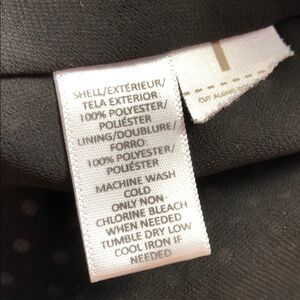 SHELL/EXTÉRIEUR/
TELA EXTERIOR:
100% POLYESTER/
POLIÉSTER
LINING/DOUBLURE/
FORRO:
100% POLYESTER/
POLIÉSTER
MACHINE WASH
COLD
ONLY NON
CHLORINE BLEACH
WHEN NEEDED
TUMBLE DRY LOW
COOL IRON IF
NEEDED
CUT ALONG